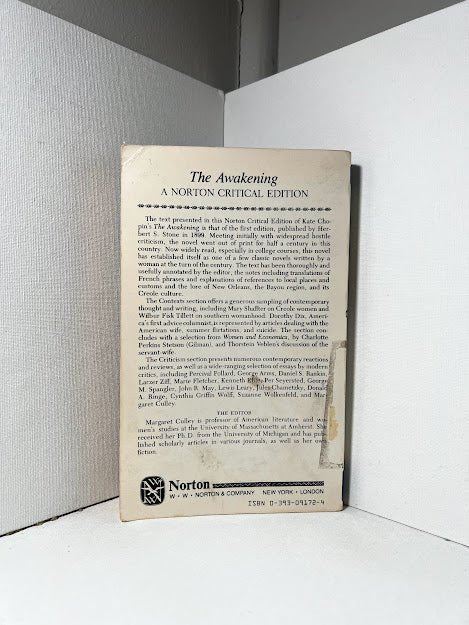 The Awakening
A NORTON CRITICAL EDITION
The text presented in this Norton Critical Edition of Kate Cho-
pin's The Awakening is that of the first edition, published by Her-
bert S. Stone in 1899. Meeting initially with widespread hostile
criticism, the novel went out of print for half a century in this
country. Now widely read, especially in college courses, this novel
has established itself as one of a few classic novels written by a
woman at the turn of the century. The text has been thoroughly and
usefully annotated by the editor, the notes including translations of
French phrases and explanations of references to local places and
customs and the lore of New Orleans, the Bayou region, and its
Creole culture.
The Contexts section offers a generous sampling of contemporary
thought and writing, including Mary Shaffter on Creole women and
Wilbur Fisk Tillett on southern womanhood. Dorothy Dix, Ameri-
ca's first advice columnist, is represented by articles dealing with the
American wife, summer flirtations, and suicide. The section con-
cludes with a selection from Women and Economics, by Charlotte
Perkins Stetson (Gilman), and Thorstein Veblen's discussion of the
servant-wife.
The Criticism section presents numerous contemporary reactions
and reviews, as well as a wide-ranging selection of essays by modern
critics, including Percival Pollard, George Arms, Daniel S. Rankin,
Larzer Ziff, Marie Fletcher, Kenneth Eble, Per Seyersted, George
M. Spangler, John B. May, Lewis Leary, Jules Chametzky, Donald
A. Ringe, Cynthia Griffin Wolff, Suzanne Wolkenfeld, and Mar-
garet Culley.
THE EDITOR
Margaret Culley is professor of American literature and wo-
men's studies at the University of Massachusetts at Amherst. She
received her Ph.D. from the University of Michigan and has pub-
lished scholarly articles in various journals, as well as her own
fiction.
Norton
W • W • NORTON & COMPANY NEW YORK • LONDON
ISBN 0-393-09172-4